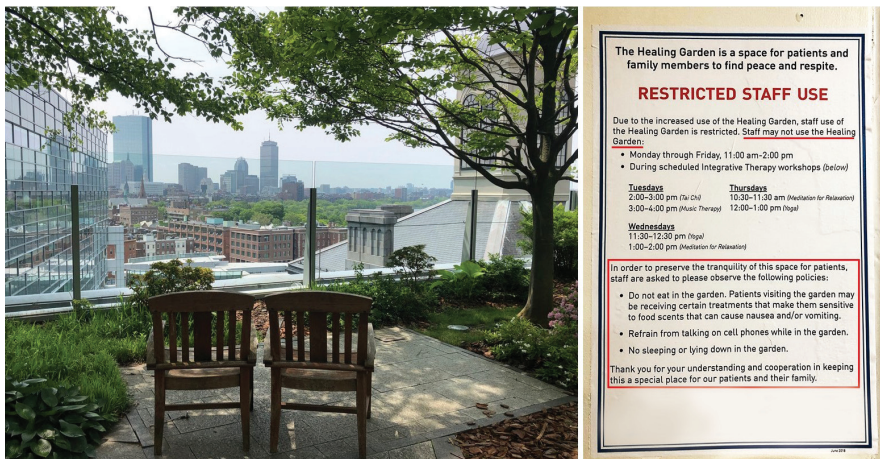 The Healing Garden is a space for patients and
family members to find peace and respite.
RESTRICTED STAFF USE
Due to the increased use of the Healing Garden, staff use of
the Healing Garden is restricted. Staff may not use the Healing
Garden:
• Monday through Friday, 11:00 am-2:00 pm
• During scheduled Integrative Therapy workshops (below)
Tuesdays
2:00–3:00 pm (Tai Chi)
3:00–4:00 pm (Music Therapy)
Thursdays
10:30–11:30 am (Meditation for Relaxation)
12:00–1:00 pm (Yoga)
Wednesdays
11:30–12:30 pm (Yoga)
1:00–2:00 pm (Meditation for Relaxation)
In order to preserve the tranquility of this space for patients,
staff are asked to please observe the following policies:
• Do not eat in the garden. Patients visiting the garden may
be receiving certain treatments that make them sensitive
to food scents that can cause nausea and/or vomiting.
• Refrain from talking on cell phones while in the garden.
• No sleeping or lying down in the garden.
Thank you for your understanding and cooperation in keeping
this a special place for our patients and their family.